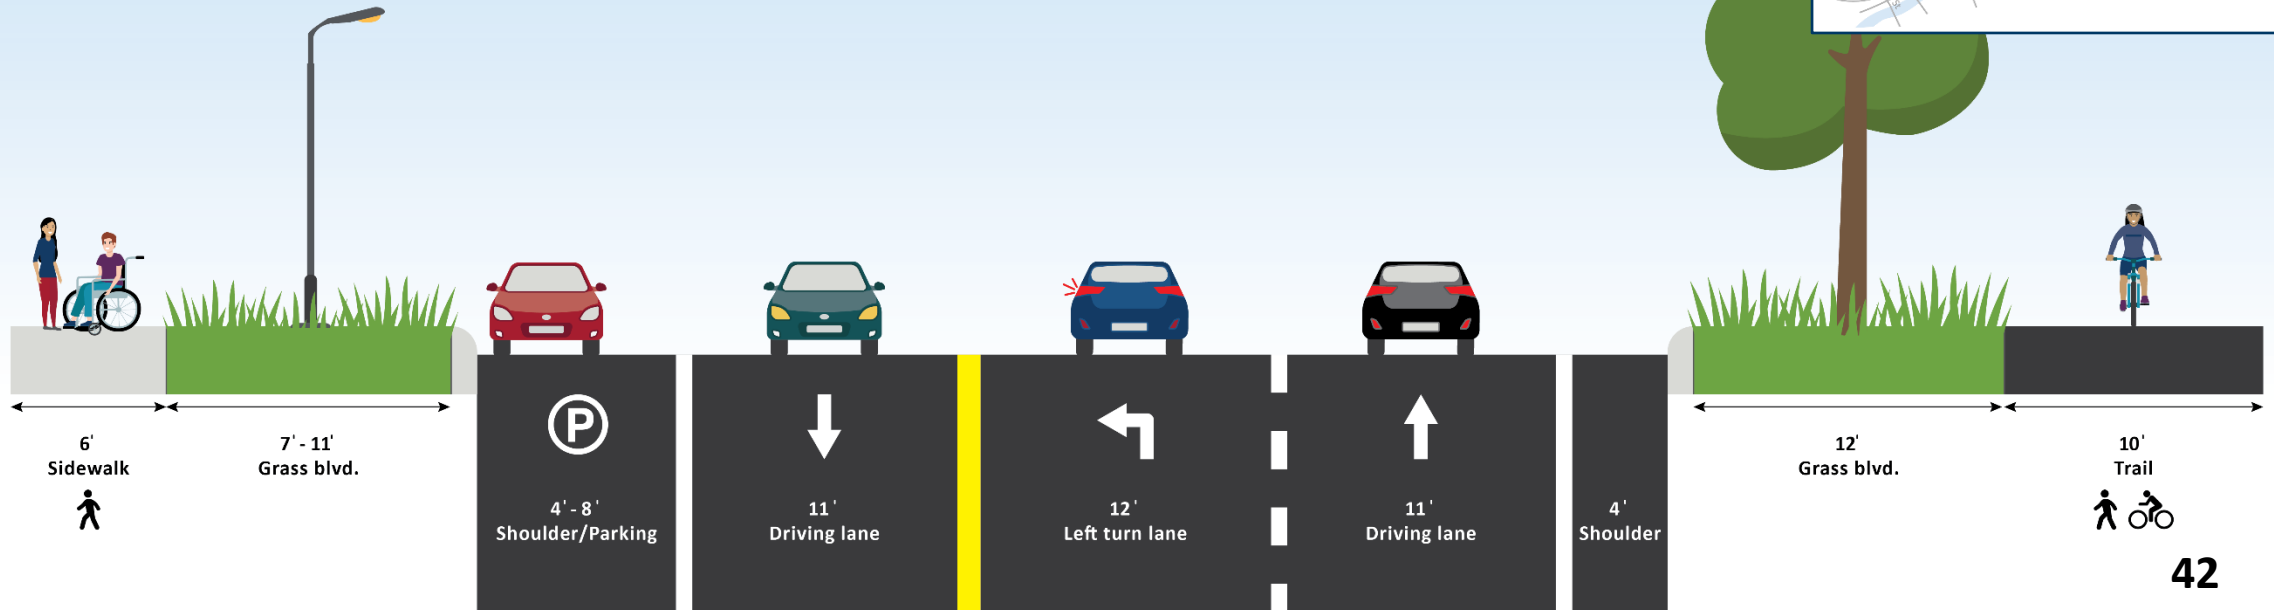 6'
Sidewalk
7' - 11'
Grass blvd.
P
4' - 8'
Shoulder/Parking
11'
Driving lane
12'
Left turn lane
11'
Driving lane
4'
Shoulder
12'
Grass blvd.
10'
Trail
42